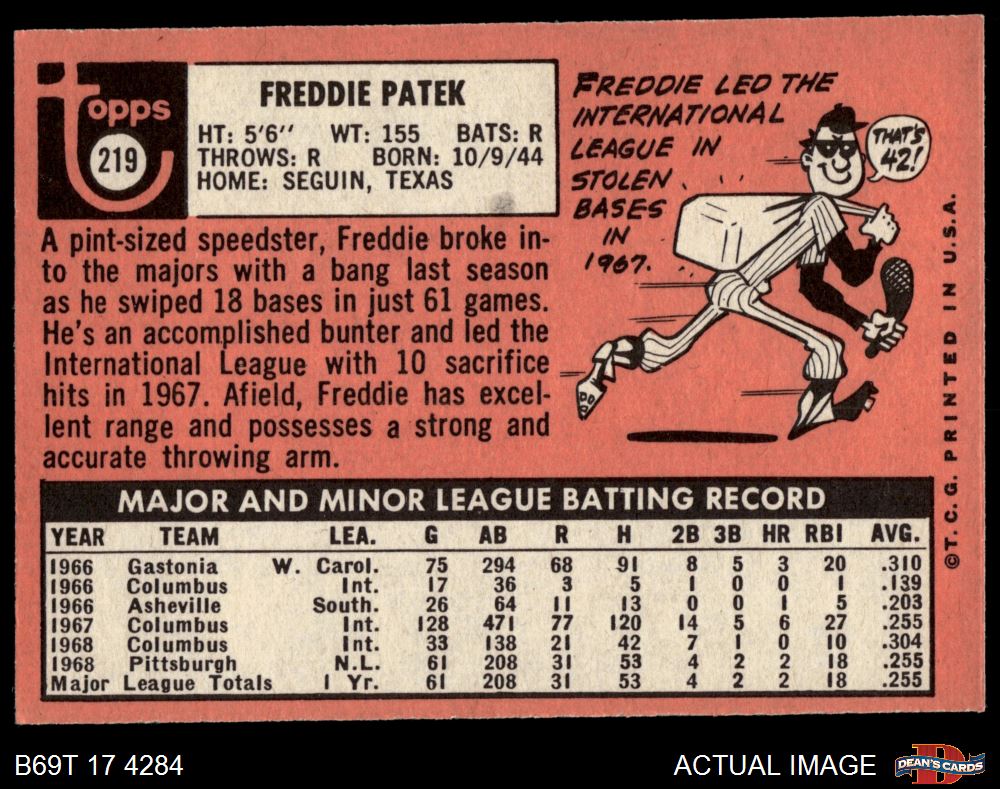 topps
219
FREDDIE PATEK
HT: 5'6" WT: 155 BATS: R
THROWS: R BORN: 10/9/44
HOME: SEGUIN, TEXAS
FREDDIE LED THE
INTERNATIONAL
LEAGUE IN
STOLEN
BASES
IN
1967.
THAT'S
42!
A pint-sized speedster, Freddie broke in-
to the majors with a bang last season
as he swiped 18 bases in just 61 games.
He's an accomplished bunter and led the
International League with 10 sacrifice
hits in 1967. Afield, Freddie has excel-
lent range and possesses a strong and
accurate throwing arm.
©T.C.G. PRINTED IN U.S.A.
MAJOR AND MINOR LEAGUE BATTING RECORD
YEAR TEAM LEA. G AB R H 2B 3B HR RBI AVG.
1966 Gastonia W. Carol. 75 294 68 91 8 5 3 20 .310
1966 Columbus Int. 17 36 3 5 1 0 0 1 .139
1966 Asheville South. 26 64 11 13 0 0 1 5 .203
1967 Columbus Int. 128 471 77 120 14 5 6 27 .255
1968 Columbus Int. 33 138 21 42 7 1 0 10 .304
1968 Pittsburgh N.L. 61 208 31 53 4 2 2 18 .255
Major League Totals 1 Yr. 61 208 31 53 4 2 2 18 .255
B69T 17 4284
ACTUAL IMAGE
D
DEAN'S CARDS